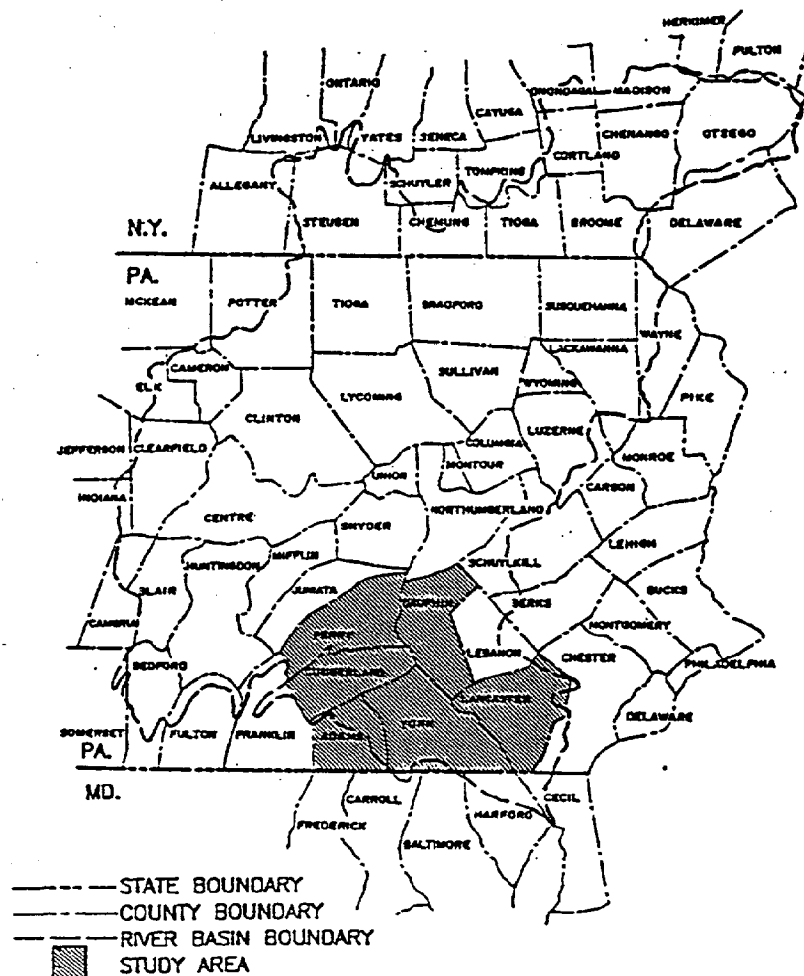 HERKIMER
FULTON
ONTARIO
ONONDAGA MADISON
CAYUGA
LIVINGSTON YATES SENECA CHENANGO OTSEGO
CORTLAND
TOMPKINS
ALLEGANY SCHUYLER
STEUBEN CHEMUNG TIOGA BROOME DELAWARE
N.Y.
PA.
MCKEAN POTTER TIOGA BRADFORD SUSQUEHANNA
WAYNE
LACKAWANNA
CAMERON SULLIVAN
ELK WYOMING
LYCOMING PIKE
CLINTON
LUZERNE
COLUMBIA
JEFFERSON CLEARFIELD MONROE
UNION MONTOUR
CARBON
INDIANA
CENTRE SNYDER NORTHUMBERLAND
LEHIGH
MIFFLIN
HUNTINGDON SCHUYLKILL
BLAIR JUNIATA BUCKS
DAUPHIN BERKS
CAMBRIA PERRY MONTGOMERY
LEBANON
BEDFORD CHESTER PHILADELPHIA
CUMBERLAND
LANCASTER
DELAWARE
SOMERSET FULTON FRANKLIN ADAMS YORK
PA.
MD.
CARROLL CECIL
HARFORD
FREDERICK
BALTIMORE
STATE BOUNDARY
COUNTY BOUNDARY
RIVER BASIN BOUNDARY
STUDY AREA